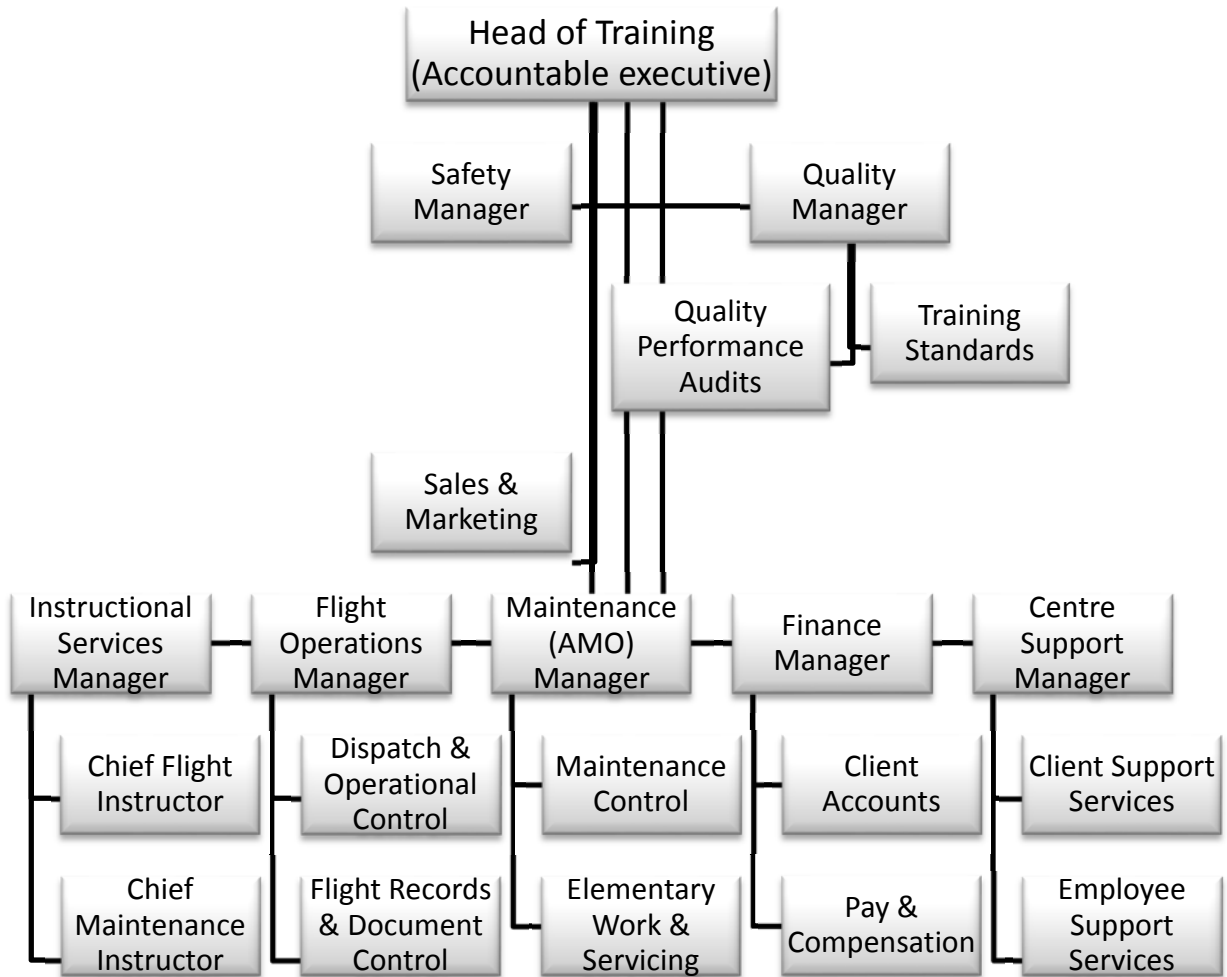 Head of Training
(Accountable executive)
Safety
Manager
Quality
Manager
Quality
Performance
Audits
Training
Standards
Sales &
Marketing
Instructional
Services
Manager
Flight
Operations
Manager
Maintenance
(AMO)
Manager
Finance
Manager
Centre
Support
Manager
Chief Flight
Instructor
Dispatch &
Operational
Control
Maintenance
Control
Client
Accounts
Client Support
Services
Chief
Maintenance
Instructor
Flight Records
& Document
Control
Elementary
Work &
Servicing
Pay &
Compensation
Employee
Support
Services